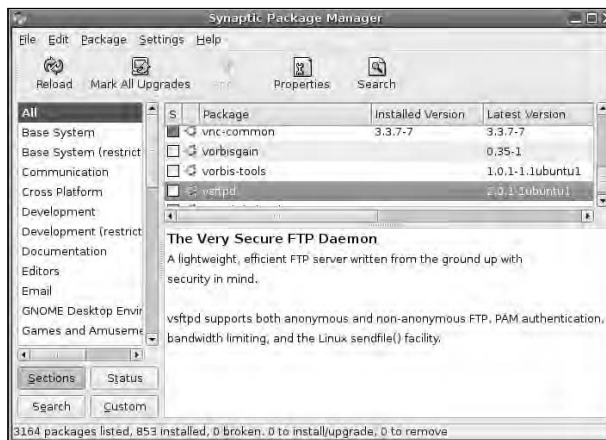 Synaptic Package Manager
File Edit Package Settings Help
Reload Mark All Upgrades Properties Search
All
Base System
Base System (restrict
Communication
Cross Platform
Development
Development (restrict
Documentation
Editors
Email
GNOME Desktop Envir
Games and Amuseme
S Package Installed Version Latest Version
vnc-common 3.3.7-7 3.3.7-7
vorbisgain 0.35-1
vorbis-tools 1.0.1-1.1ubuntu1
vsftpd 2.0.1-1ubuntu1
The Very Secure FTP Daemon
A lightweight, efficient FTP server written from the ground up with
security in mind.
vsftpd supports both anonymous and non-anonymous FTP, PAM authentication,
bandwidth limiting, and the Linux sendfile() facility.
Sections Status
Search Custom
3164 packages listed, 853 installed, 0 broken. 0 to install/upgrade, 0 to remove